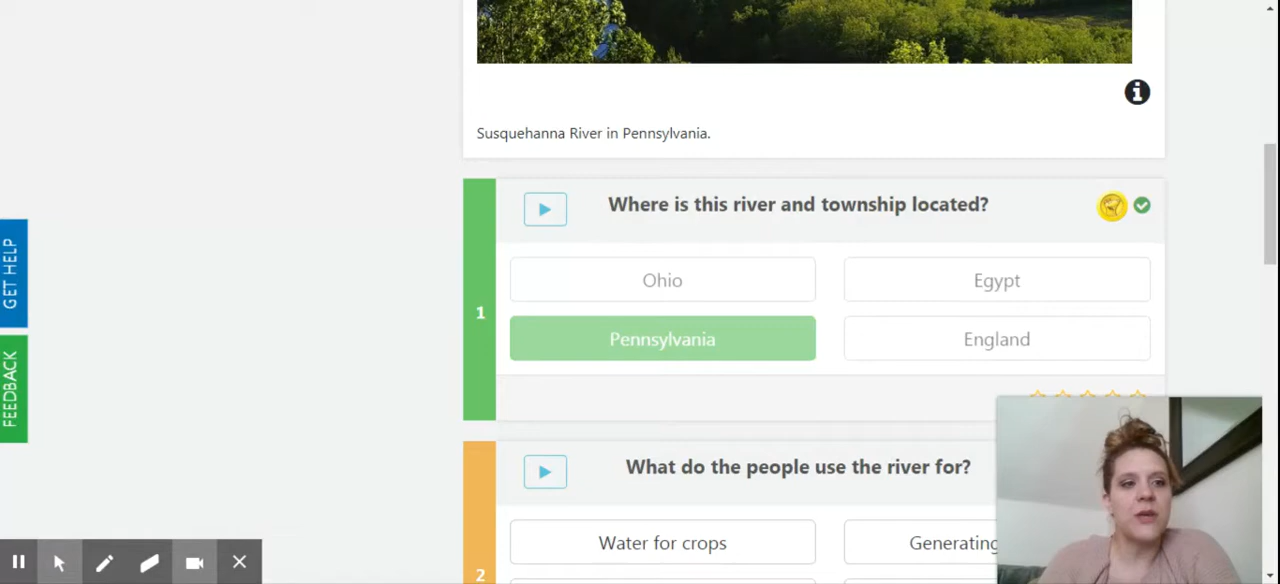 Susquehanna River in Pennsylvania.
GET HELP
FEEDBACK
1
Where is this river and township located?
Ohio
Egypt
Pennsylvania
England
2
What do the people use the river for?
Water for crops
Generating